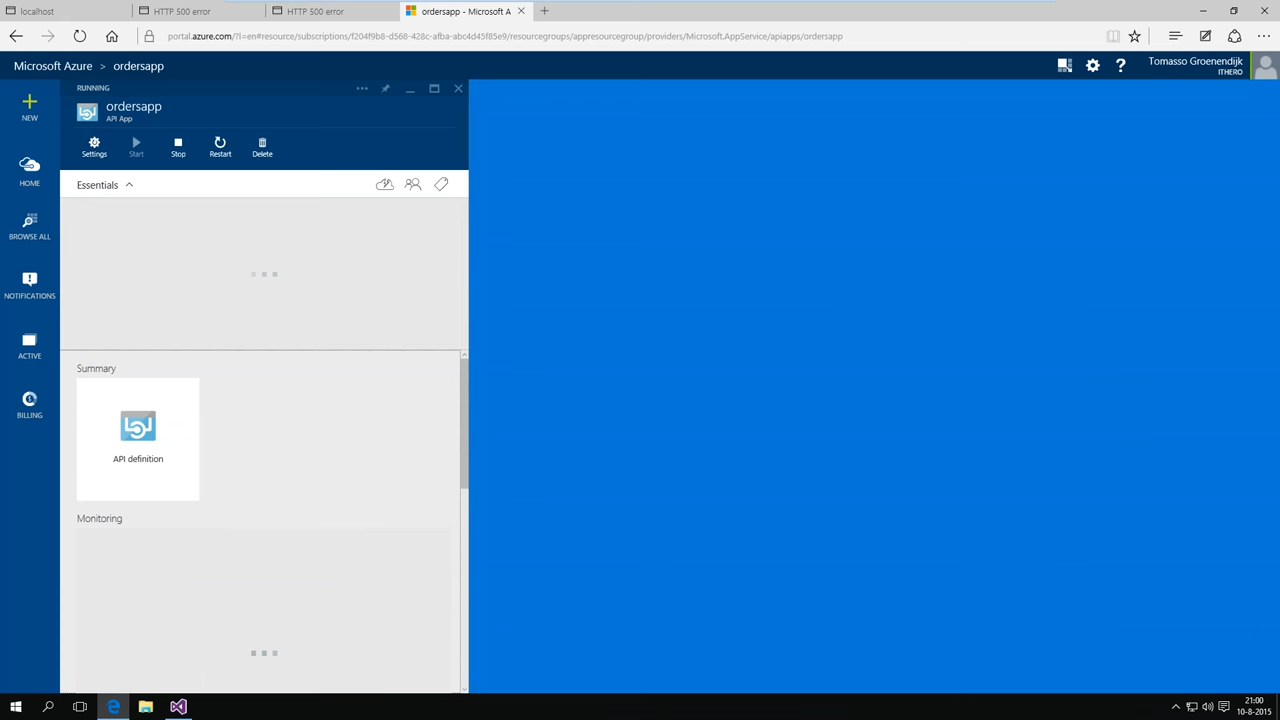 localhost
HTTP 500 error
HTTP 500 error
ordersapp - Microsoft A
portal.azure.com/?l=en#resource/subscriptions/f204f9b8-d568-428c-afba-abc4d45f85e9/resourcegroups/appresourcegroup/providers/Microsoft.AppService/apiapps/ordersapp
Microsoft Azure > ordersapp
Tomasso Groenendijk
ITHERO
NEW
HOME
BROWSE ALL
NOTIFICATIONS
ACTIVE
BILLING
RUNNING
ordersapp
API App
Settings
Start
Stop
Restart
Delete
Essentials
Summary
API definition
Monitoring
21:00
10-8-2015